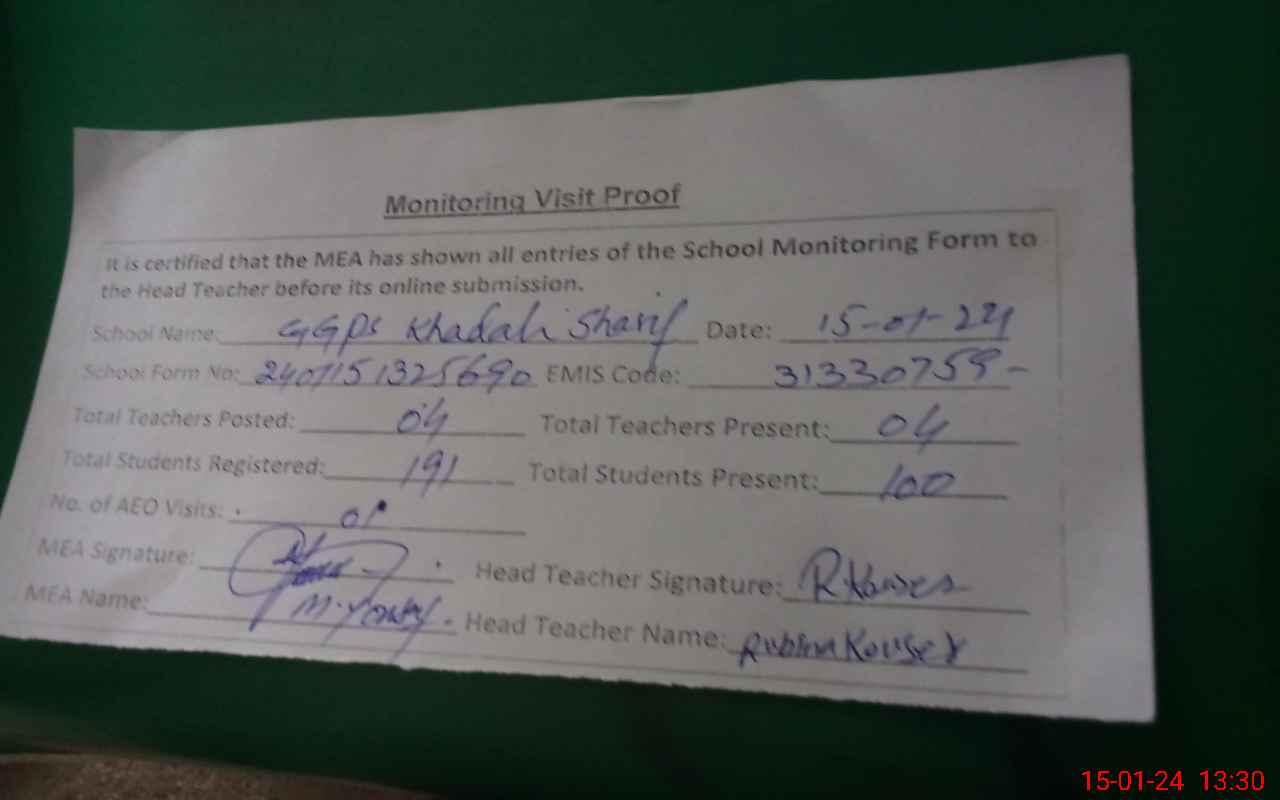 Monitoring Visit Proof
It is certified that the MEA has shown all entries of the School Monitoring Form to
the Head Teacher before its online submission.
School Name: GGPS Khadali Sharif Date: 15-01-24
School Form No: 2407151325690 EMIS Code: 31330759-
Total Teachers Posted: 04 Total Teachers Present: 04
Total Students Registered: 191 Total Students Present: 100
No. of AEO Visits: 01
MEA Signature: Head Teacher Signature: R.Kouser
MEA Name: M. Head Teacher Name: Rubina Kouser
15-01-24 13:30